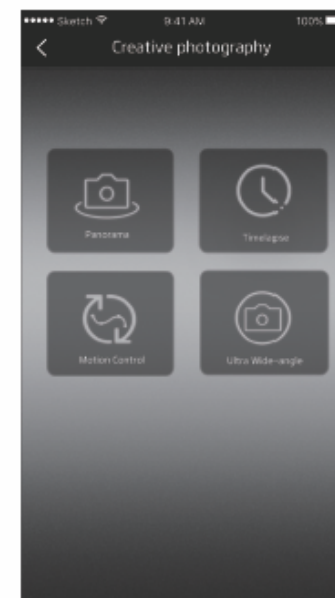 Sketch 9:41 AM 100%
Creative photography
Panorama Timelapse
Motion Control Ultra Wide-angle